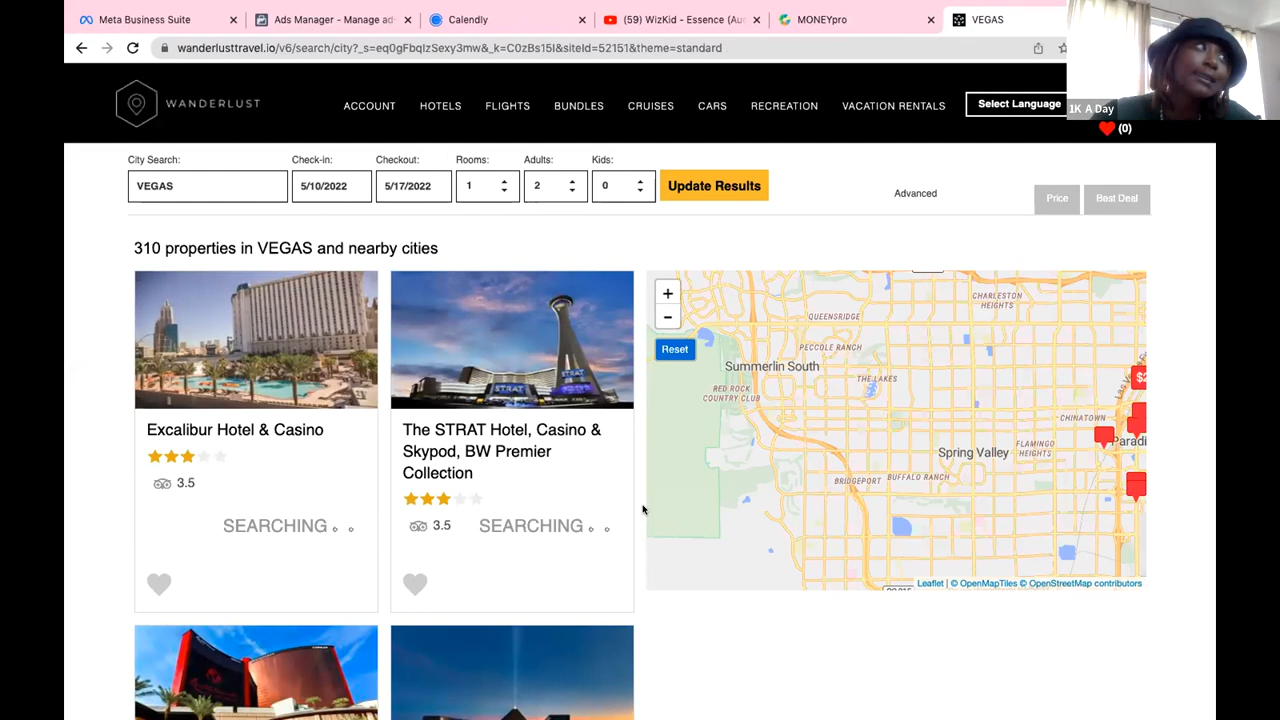 Meta Business Suite
Ads Manager - Manage ad
Calendly
(59) WizKid - Essence (Au
MONEYpro
VEGAS
wanderlusttravel.io/v6/search/city?_s=eq0gFbqIzSexy3mw&_k=C0zBs15I&siteId=52151&theme=standard
WANDERLUST
ACCOUNT
HOTELS
FLIGHTS
BUNDLES
CRUISES
CARS
RECREATION
VACATION RENTALS
Select Language
1K A Day
(0)
City Search:
Check-in:
Checkout:
Rooms:
Adults:
Kids:
VEGAS
5/10/2022
5/17/2022
1
2
0
Update Results
Advanced
Price
Best Deal
310 properties in VEGAS and nearby cities
STRAT
STRAT
Excalibur Hotel & Casino
3.5
SEARCHING
The STRAT Hotel, Casino &
Skypod, BW Premier
Collection
3.5
SEARCHING
+
−
Reset
CHARLESTON
HEIGHTS
QUEENSRIDGE
PECCOLE RANCH
Summerlin South
THE LAKES
RED ROCK
COUNTRY CLUB
CHINATOWN
Paradi
FLAMINGO
HEIGHTS
Spring Valley
BRIDGEPORT
BUFFALO RANCH
Leaflet | © OpenMapTiles © OpenStreetMap contributors